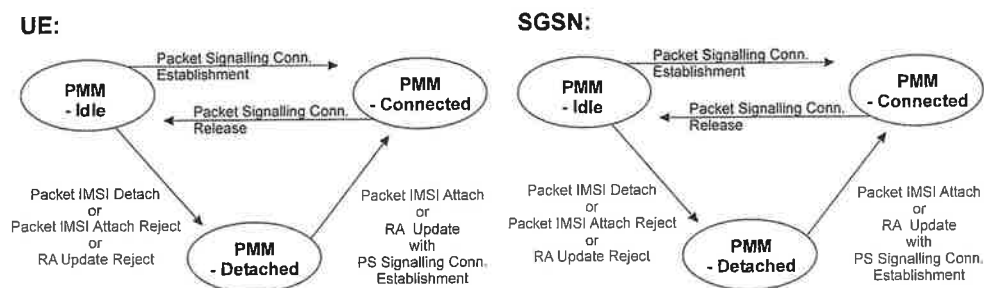 UE:
Packet Signalling Conn.
Establishment
PMM
- Idle
PMM
- Connected
Packet Signalling Conn.
Release
Packet IMSI Detach
or
Packet IMSI Attach Reject
or
RA Update Reject
Packet IMSI Attach
or
RA Update
with
PS Signalling Conn.
Establishment
PMM
- Detached
SGSN:
Packet Signalling Conn.
Establishment
PMM
- Idle
PMM
- Connected
Packet Signalling Conn.
Release
Packet IMSI Detach
or
Packet IMSI Attach Reject
or
RA Update Reject
Packet IMSI Attach
or
RA Update
with
PS Signalling Conn.
Establishment
PMM
- Detached